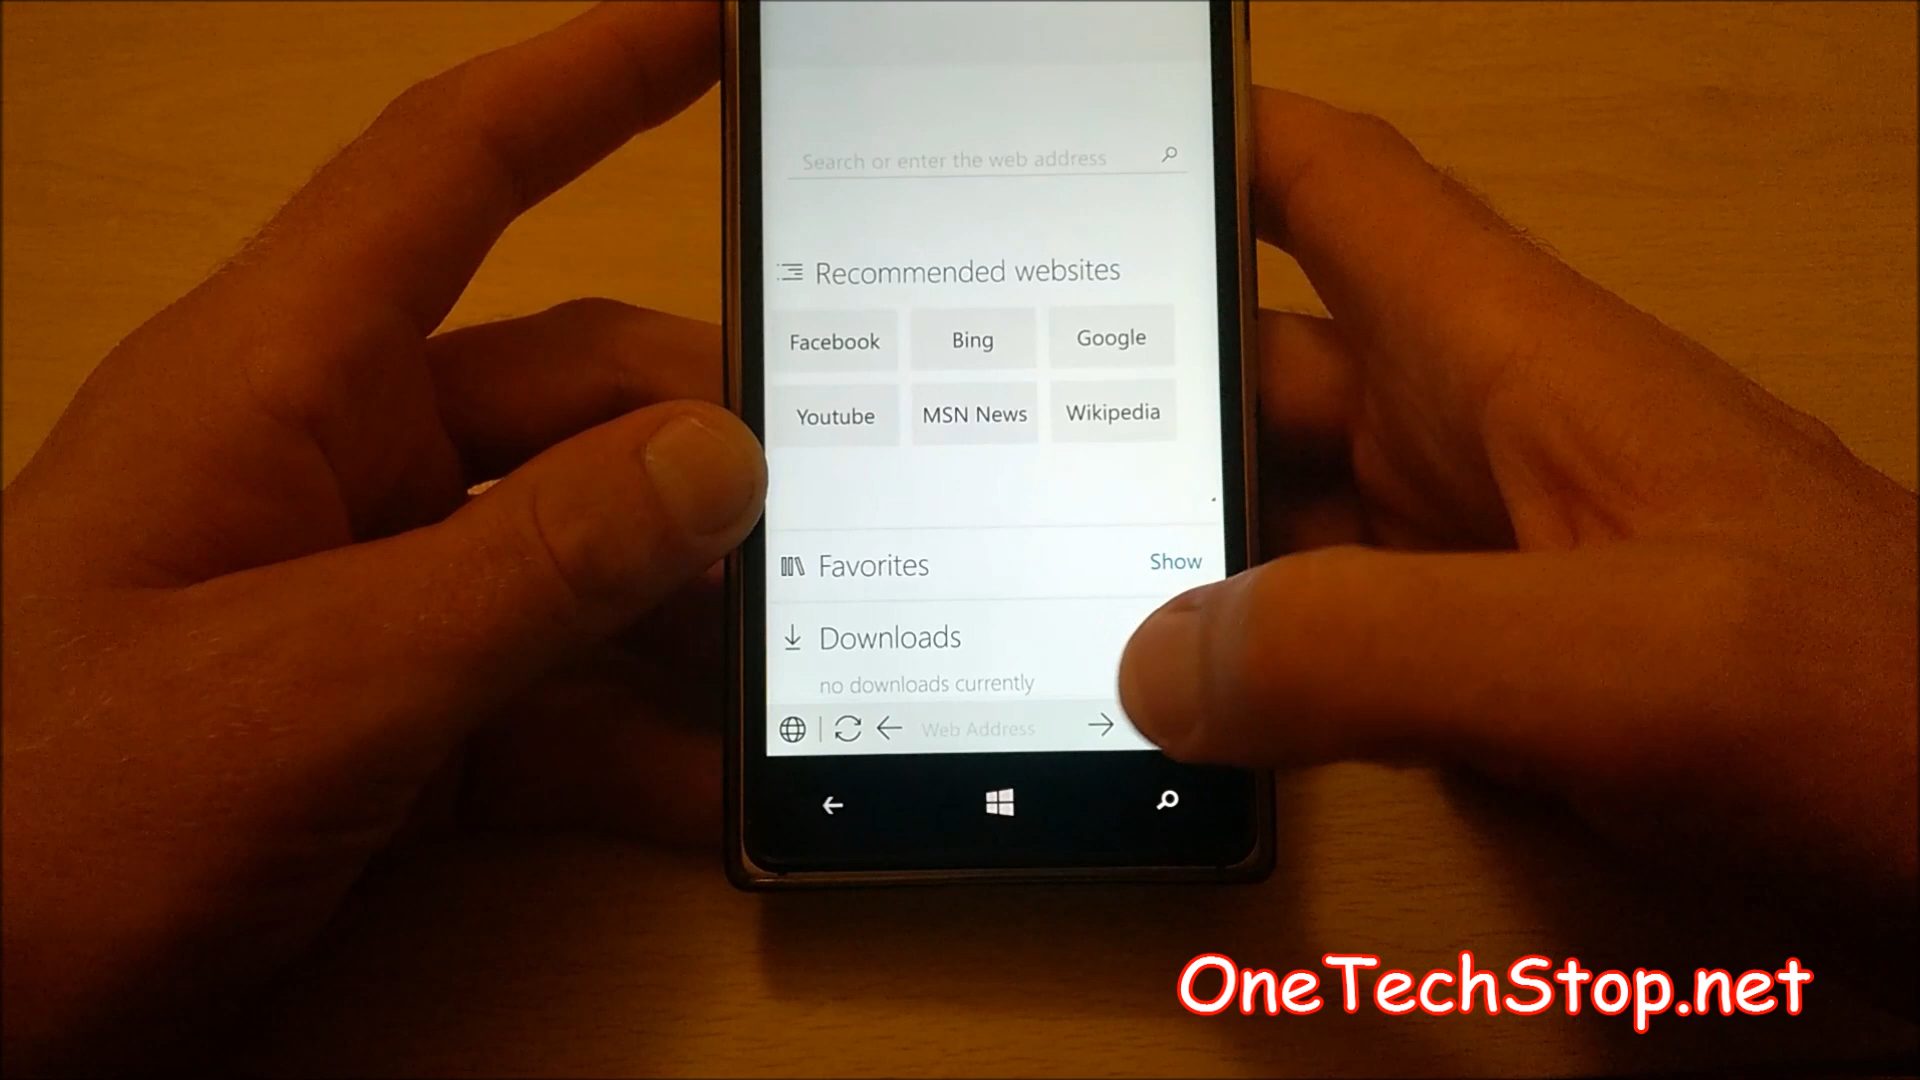 Search or enter the web address
Recommended websites
Facebook Bing Google
Youtube MSN News Wikipedia
Favorites Show
Downloads
no downloads currently
Web Address
OneTechStop.net